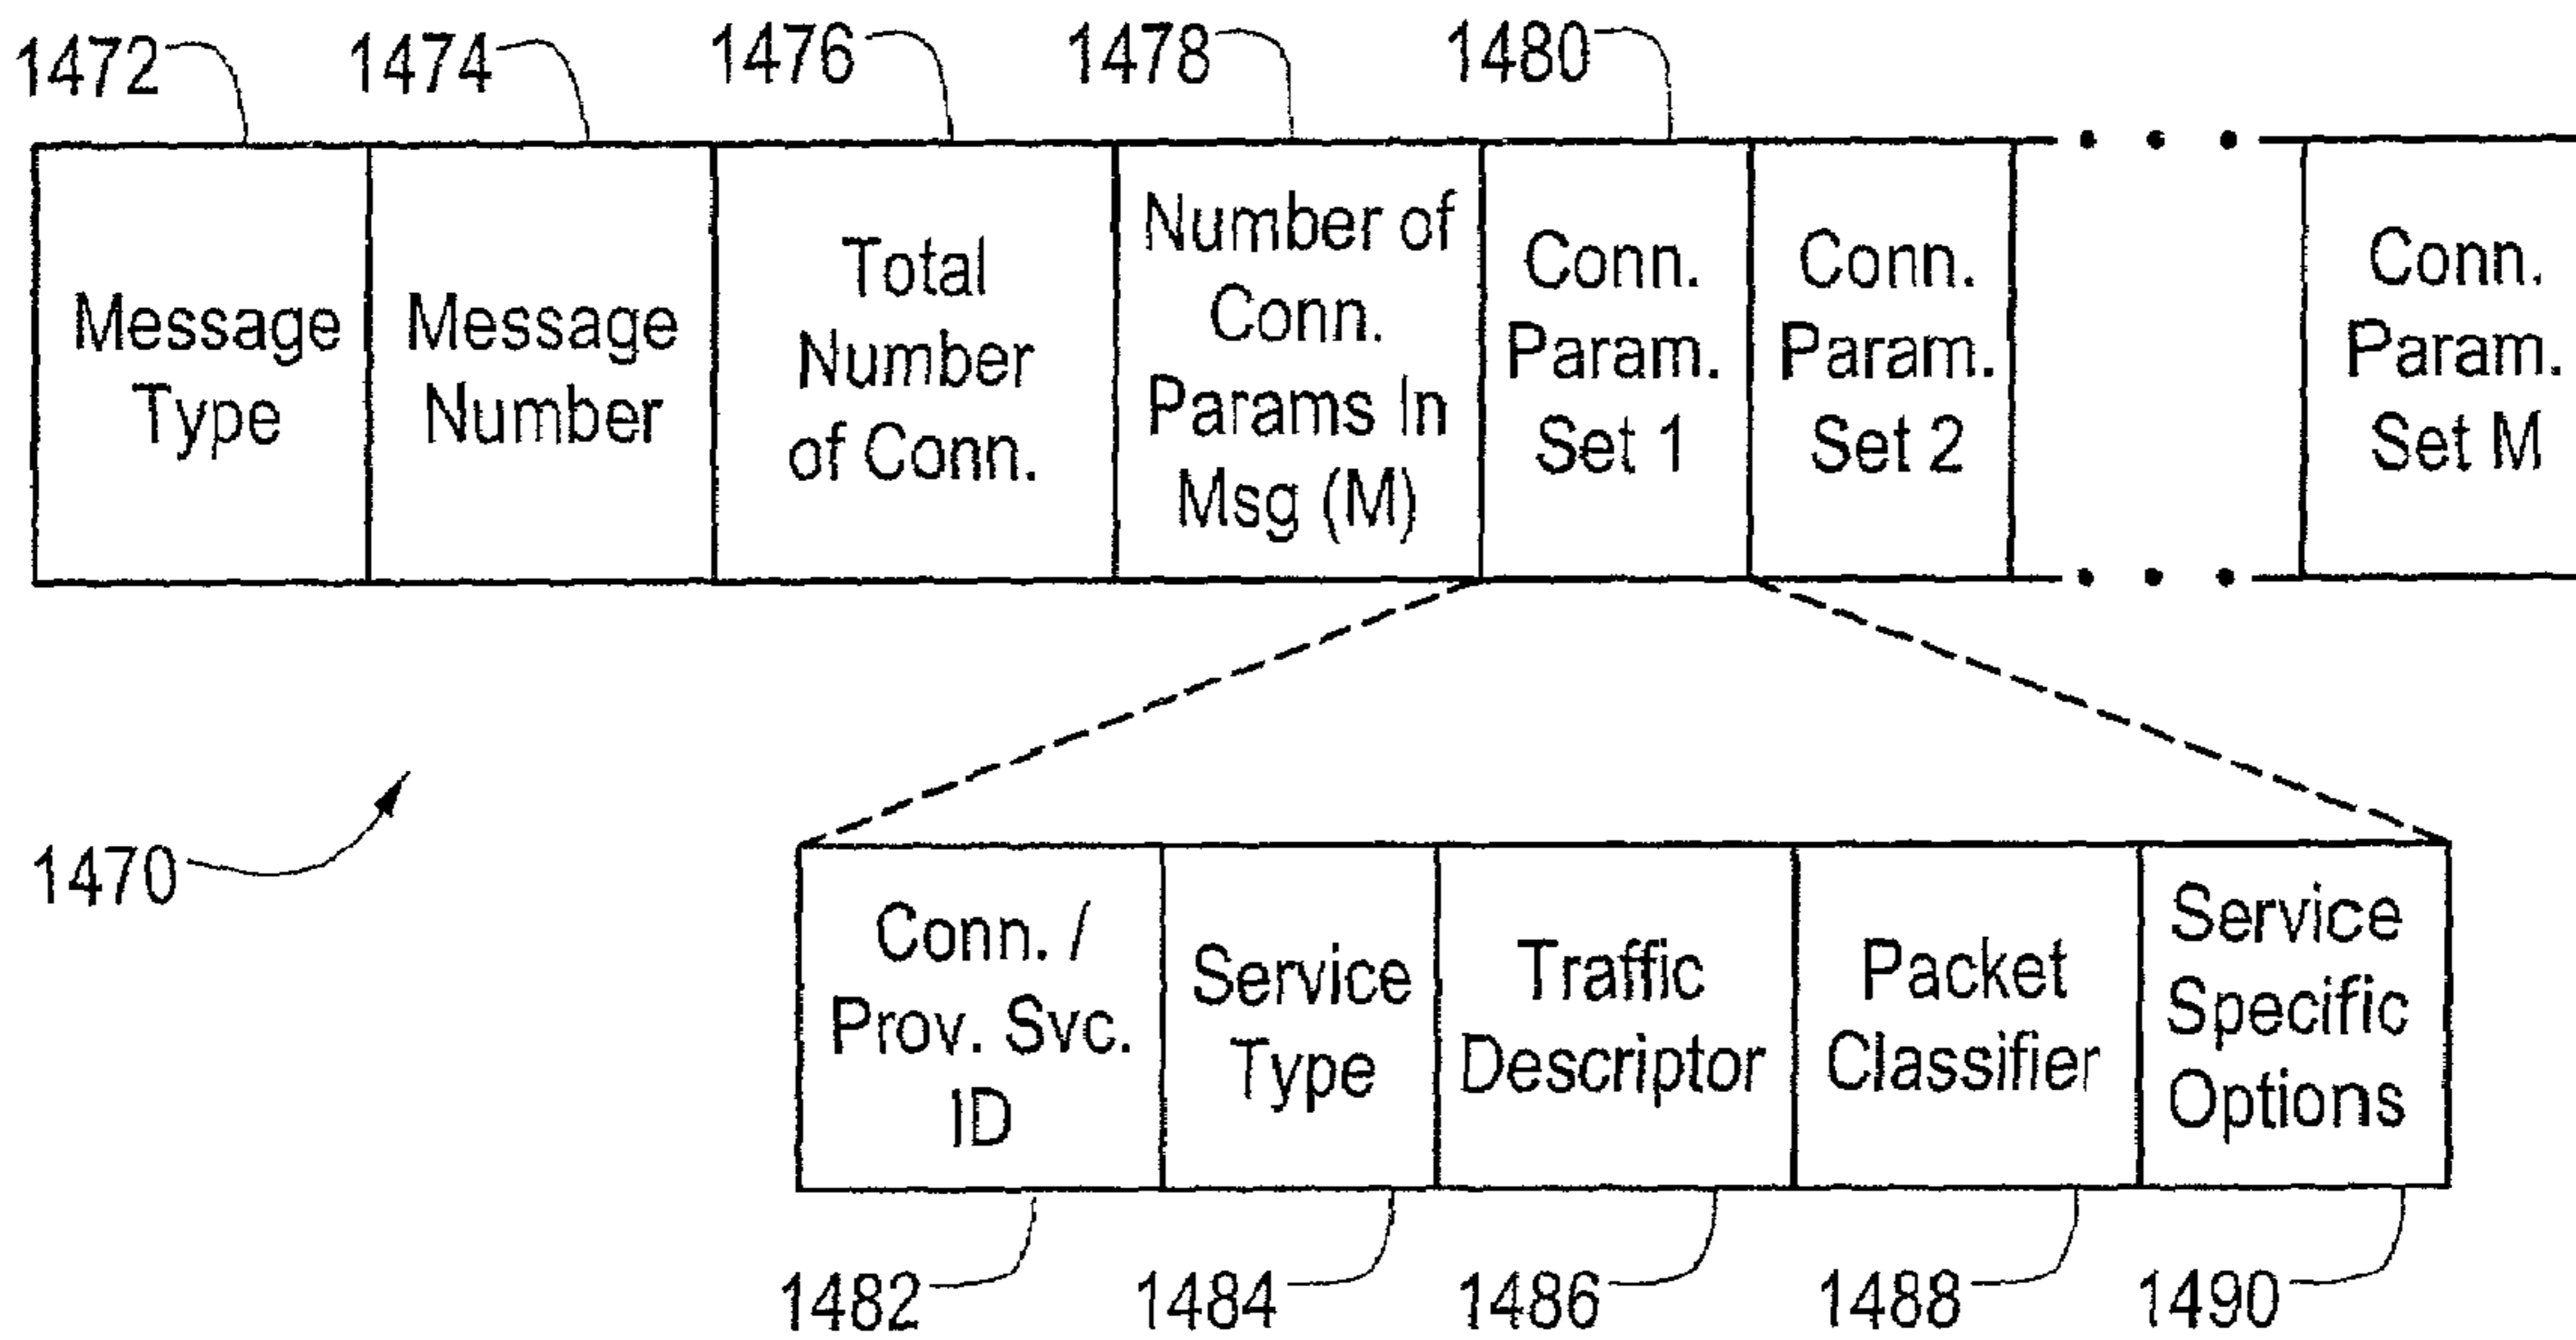 1472
1474
1476
1478
1480
Message
Type
Message
Number
Total
Number
of Conn.
Number of
Conn.
Params In
Msg (M)
Conn.
Param.
Set 1
Conn.
Param.
Set 2
Conn.
Param.
Set M
1470
Conn. /
Prov. Svc.
ID
Service
Type
Traffic
Descriptor
Packet
Classifier
Service
Specific
Options
1482
1484
1486
1488
1490